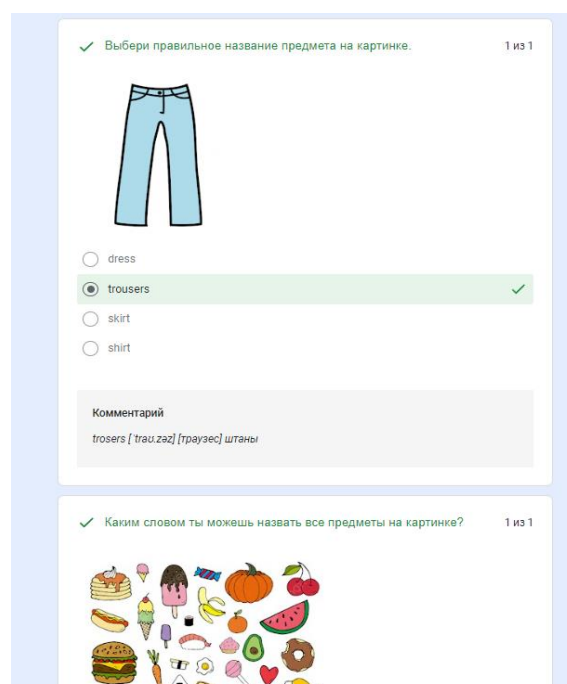 Выбери правильное название предмета на картинке. 1 из 1
dress
trousers
skirt
shirt
Комментарий
trosers [ˈtraʊ.zəz] [траузес] штаны
Каким словом ты можешь назвать все предметы на картинке? 1 из 1